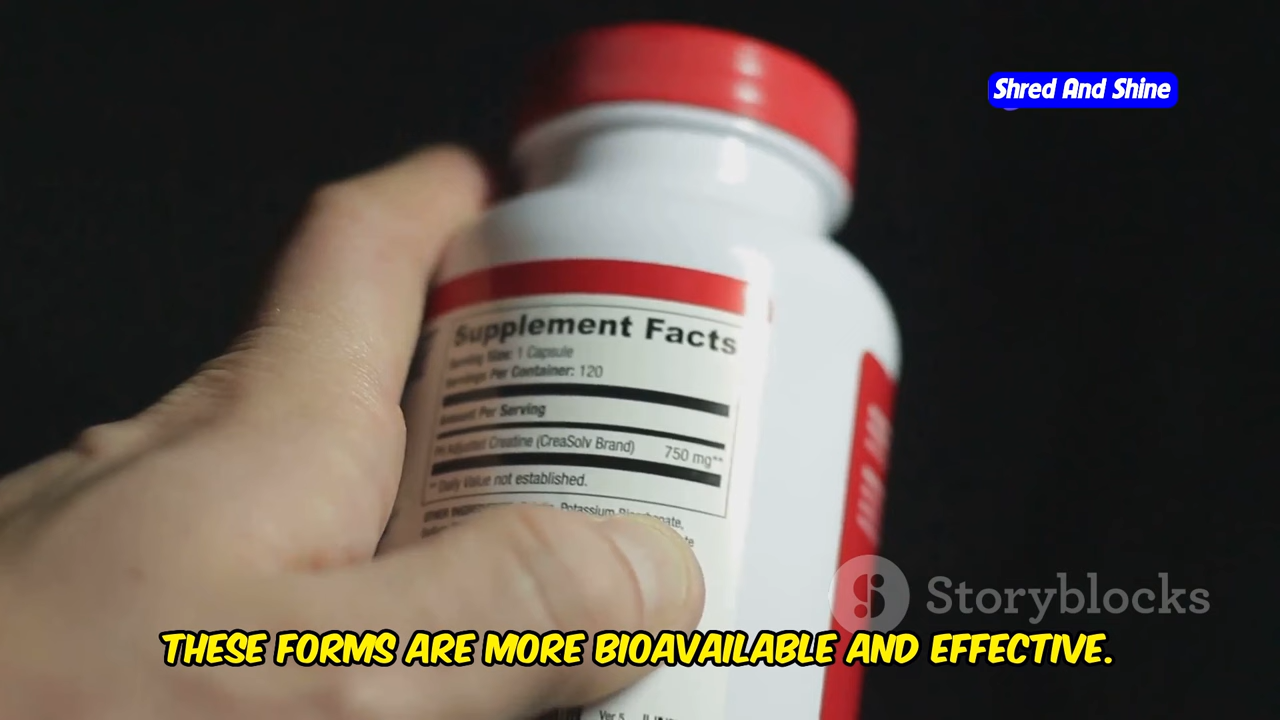 Shred And Shine
Supplement Facts
Serving Size: 1 Capsule
Servings Per Container: 120
Amount Per Serving
Adjusted Creatine (CreaSolv Brand) 750 mg**
** Daily Value not established.
Potassium Bicarbonate,
Storyblocks
THESE FORMS ARE MORE BIOAVAILABLE AND EFFECTIVE.